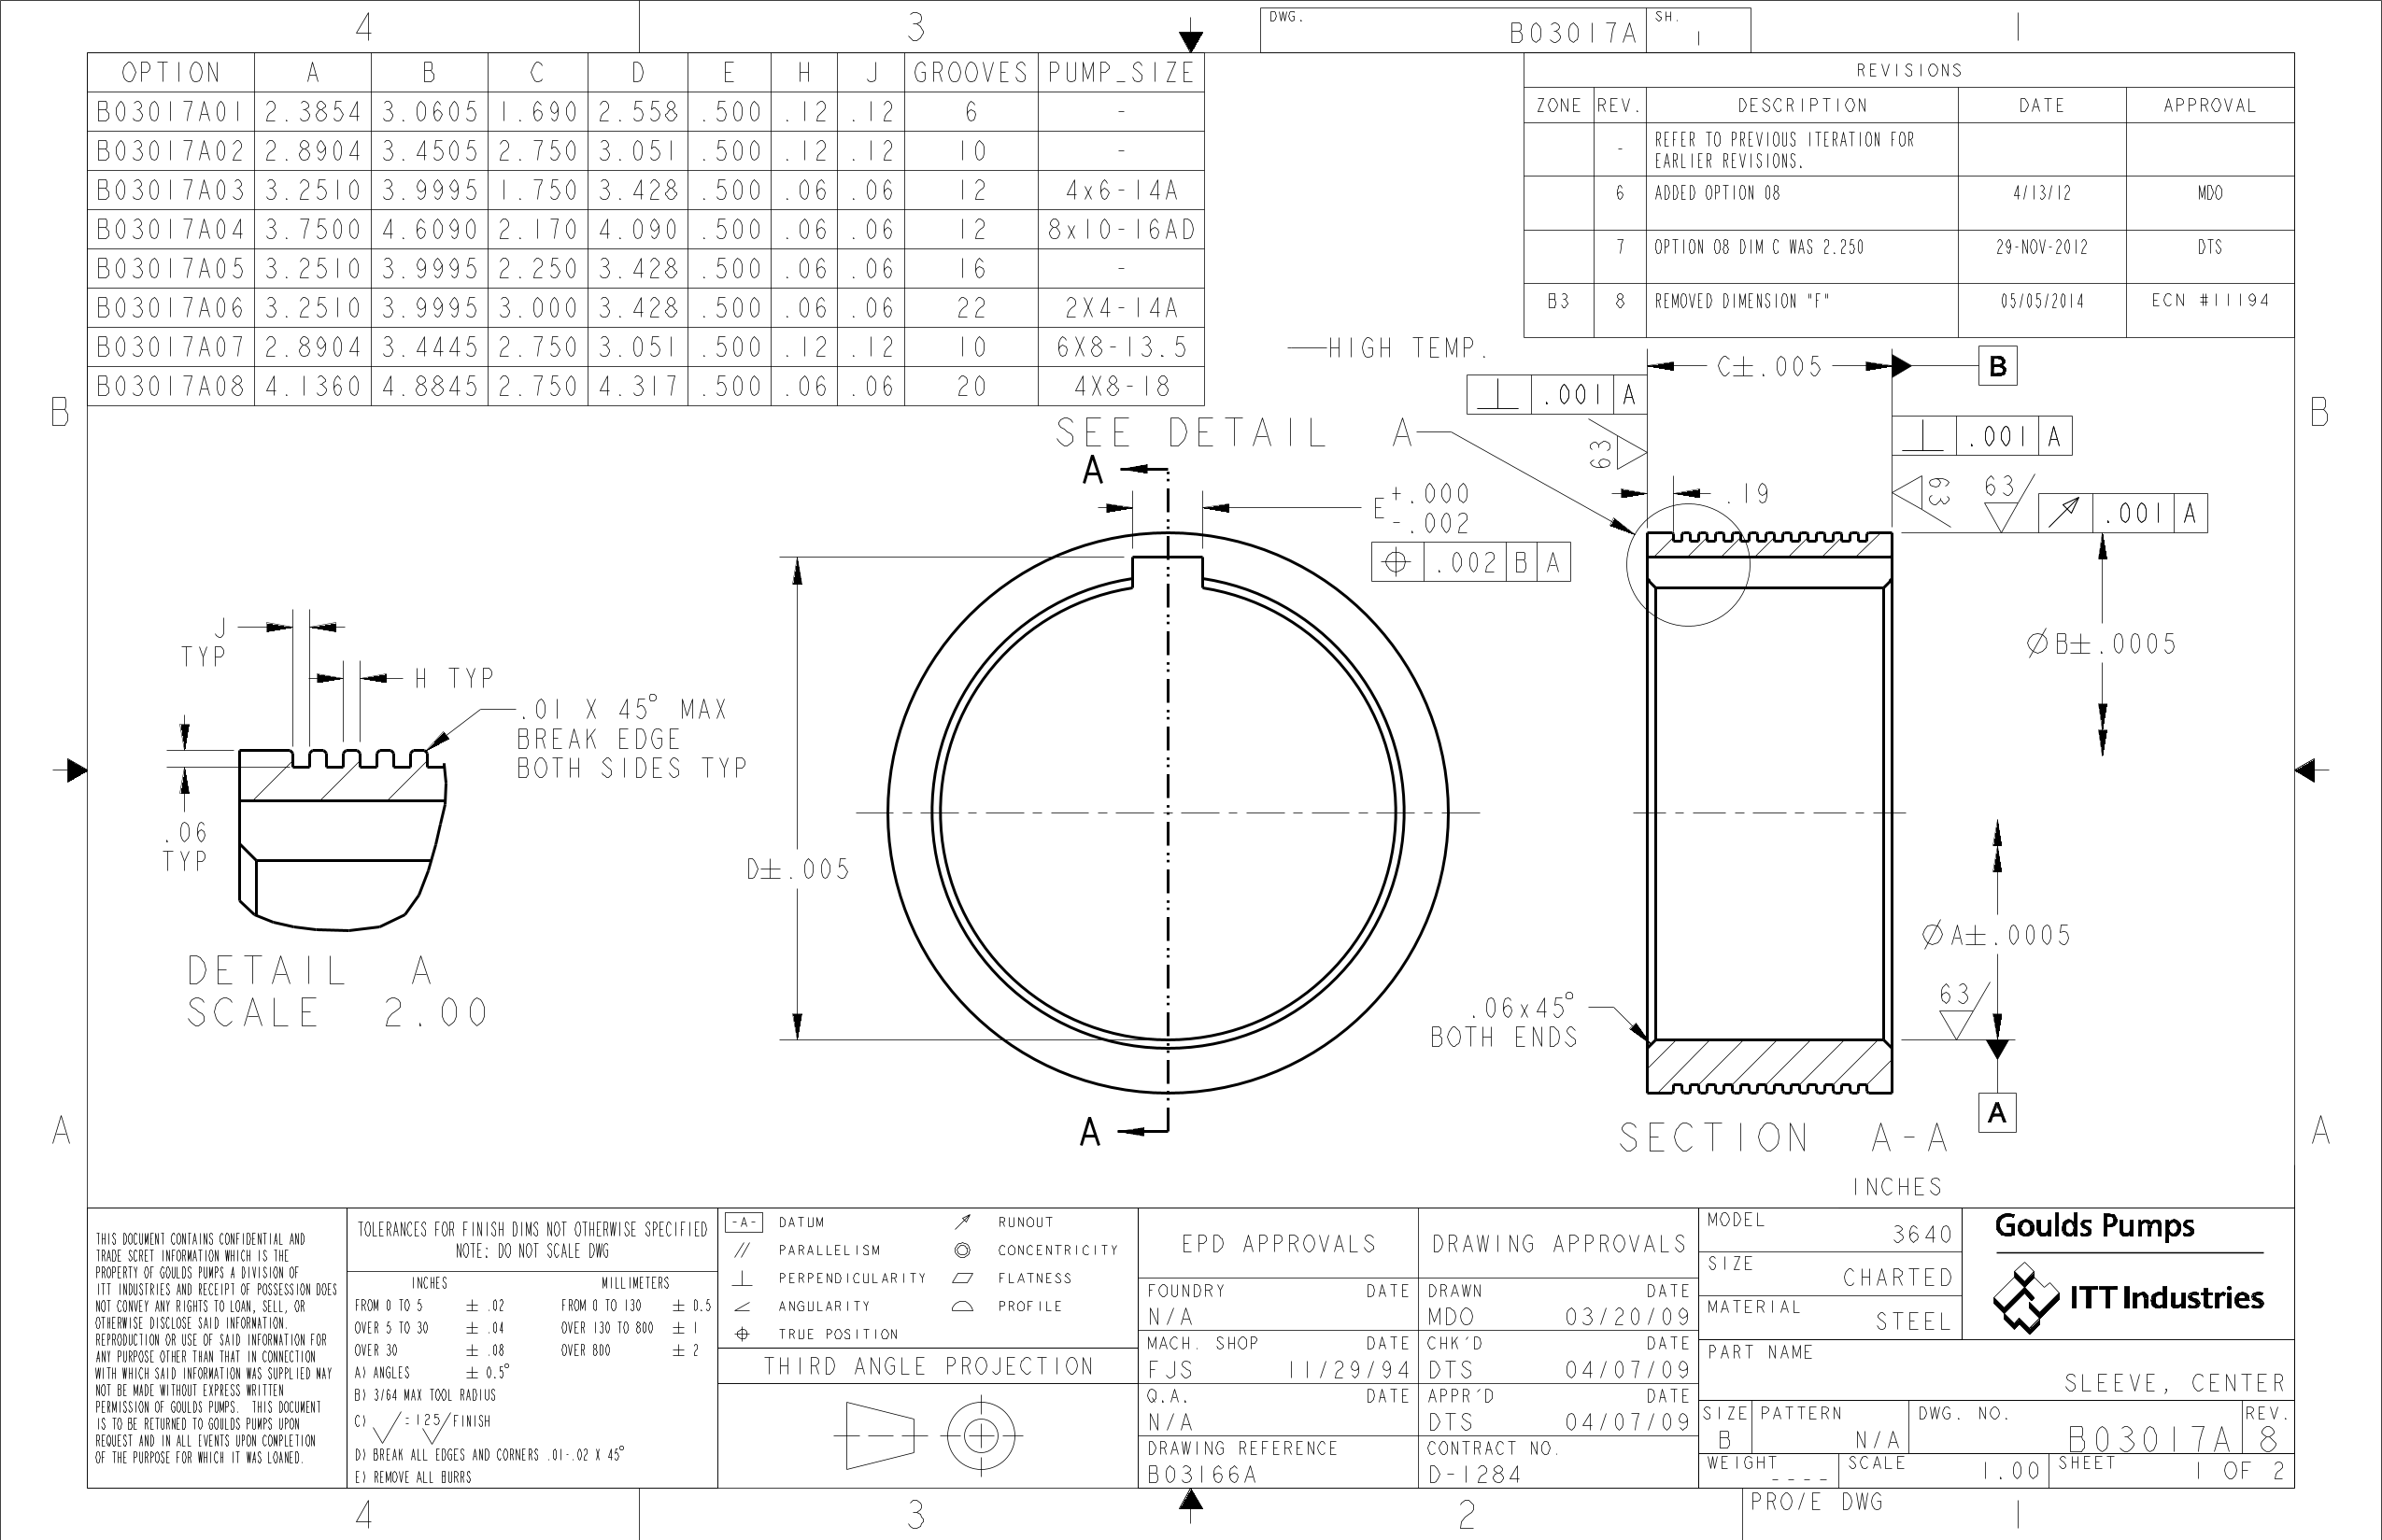 4 3
DWG. B03017A SH. 1
OPTION A B C D E H J GROOVES PUMP_SIZE
B03017A01 2.3854 3.0605 1.690 2.558 .500 .12 .12 6 -
B03017A02 2.8904 3.4505 2.750 3.051 .500 .12 .12 10 -
B03017A03 3.2510 3.9995 1.750 3.428 .500 .06 .06 12 4x6-14A
B03017A04 3.7500 4.6090 2.170 4.090 .500 .06 .06 12 8x10-16AD
B03017A05 3.2510 3.9995 2.250 3.428 .500 .06 .06 16 -
B03017A06 3.2510 3.9995 3.000 3.428 .500 .06 .06 22 2X4-14A
B03017A07 2.8904 3.4445 2.750 3.051 .500 .12 .12 10 6X8-13.5
B03017A08 4.1360 4.8845 2.750 4.317 .500 .06 .06 20 4X8-18
REVISIONS
ZONE REV. DESCRIPTION DATE APPROVAL
- REFER TO PREVIOUS ITERATION FOR
EARLIER REVISIONS.
6 ADDED OPTION 08 4/13/12 MDO
7 OPTION 08 DIM C WAS 2.250 29-NOV-2012 DTS
B3 8 REMOVED DIMENSION "F" 05/05/2014 ECN #11194
HIGH TEMP.
C±.005 B
⊥ .001 A
⊥ .001 A
B B
SEE DETAIL A
63
63
63
↗ .001 A
.19
A
E +.000
-.002
⌖ .002 B A
J
TYP
H TYP
.01 X 45° MAX
BREAK EDGE
BOTH SIDES TYP
.06
TYP
DETAIL A
SCALE 2.00
D±.005
A
ØB±.0005
ØA±.0005
63
.06x45°
BOTH ENDS
A
SECTION A-A
A A
INCHES
THIS DOCUMENT CONTAINS CONFIDENTIAL AND
TRADE SCRET INFORMATION WHICH IS THE
PROPERTY OF GOULDS PUMPS A DIVISION OF
ITT INDUSTRIES AND RECEIPT OF POSSESSION DOES
NOT CONVEY ANY RIGHTS TO LOAN, SELL, OR
OTHERWISE DISCLOSE SAID INFORMATION.
REPRODUCTION OR USE OF SAID INFORMATION FOR
ANY PURPOSE OTHER THAN THAT IN CONNECTION
WITH WHICH SAID INFORMATION WAS SUPPLIED MAY
NOT BE MADE WITHOUT EXPRESS WRITTEN
PERMISSION OF GOULDS PUMPS. THIS DOCUMENT
IS TO BE RETURNED TO GOULDS PUMPS UPON
REQUEST AND IN ALL EVENTS UPON COMPLETION
OF THE PURPOSE FOR WHICH IT WAS LOANED.
TOLERANCES FOR FINISH DIMS NOT OTHERWISE SPECIFIED
NOTE: DO NOT SCALE DWG
INCHES MILLIMETERS
FROM 0 TO 5 ± .02 FROM 0 TO 130 ± 0.5
OVER 5 TO 30 ± .04 OVER 130 TO 800 ± 1
OVER 30 ± .08 OVER 800 ± 2
A) ANGLES ± 0.5°
B) 3/64 MAX TOOL RADIUS
C) √ = 125/ FINISH
D) BREAK ALL EDGES AND CORNERS .01-.02 X 45°
E) REMOVE ALL BURRS
-A- DATUM ↗ RUNOUT
// PARALLELISM ◎ CONCENTRICITY
⊥ PERPENDICULARITY ▱ FLATNESS
∠ ANGULARITY ⌓ PROFILE
⌖ TRUE POSITION
THIRD ANGLE PROJECTION
EPD APPROVALS
FOUNDRY DATE
N/A
MACH. SHOP DATE
FJS 11/29/94
Q.A. DATE
N/A
DRAWING REFERENCE
B03166A
DRAWING APPROVALS
DRAWN DATE
MDO 03/20/09
CHK'D DATE
DTS 04/07/09
APPR'D DATE
DTS 04/07/09
CONTRACT NO.
D-1284
MODEL 3640
SIZE CHARTED
MATERIAL STEEL
Goulds Pumps
ITT Industries
PART NAME
SLEEVE, CENTER
SIZE B PATTERN N/A DWG. NO. B03017A REV. 8
WEIGHT ---- SCALE 1.00 SHEET 1 OF 2
4 3 2 PRO/E DWG